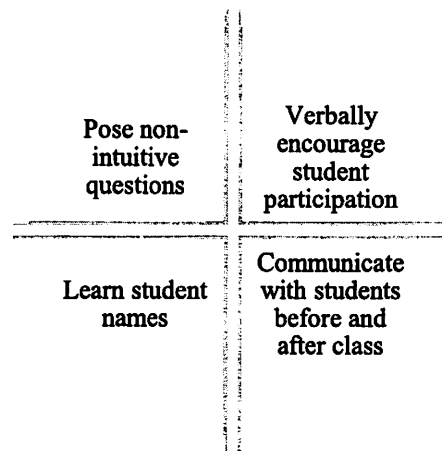 Pose non-
intuitive
questions
Verbally
encourage
student
participation
Learn student
names
Communicate
with students
before and
after class